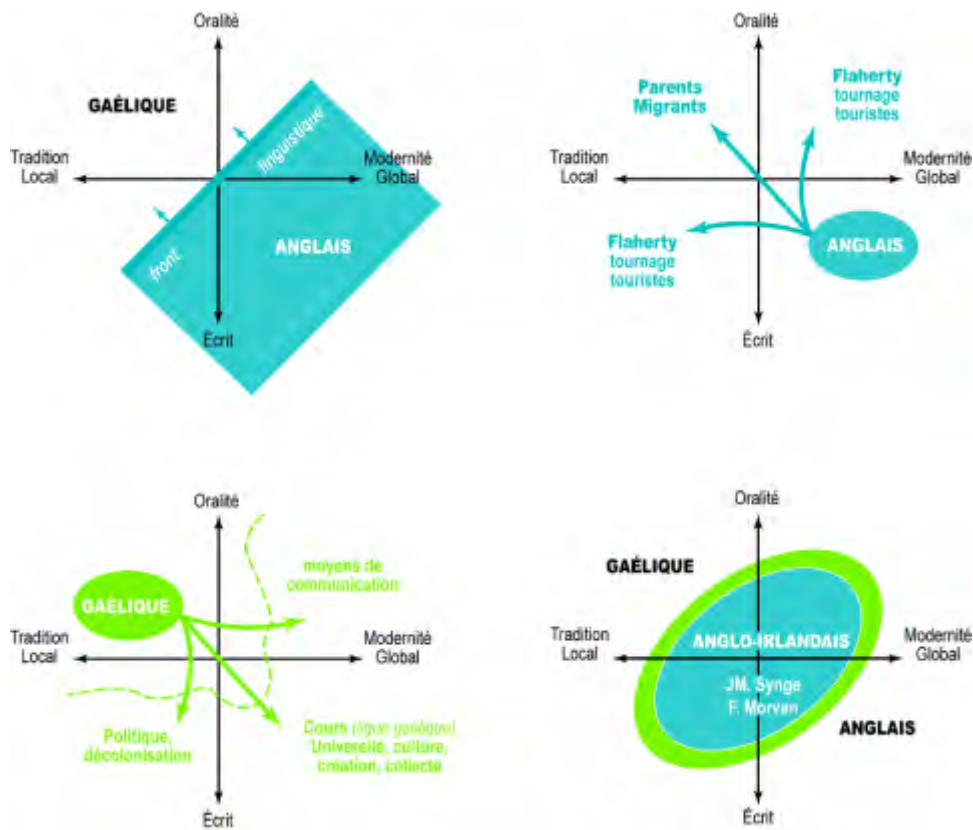 Oralité
GAÉLIQUE
linguistique
Tradition
Local
Modernité
Global
front
ANGLAIS
Écrit
Oralité
Parents
Migrants
Flaherty
tournage
touristes
Tradition
Local
Modernité
Global
Flaherty
tournage
touristes
ANGLAIS
Écrit
Oralité
moyens de
communication
GAÉLIQUE
Tradition
Local
Modernité
Global
Politique,
décolonisation
Cours (ligue gaélique)
Université, culture,
création, collecte
Écrit
Oralité
GAÉLIQUE
Tradition
Local
ANGLO-IRLANDAIS
Modernité
Global
JM. Synge
F. Morvan
ANGLAIS
Écrit